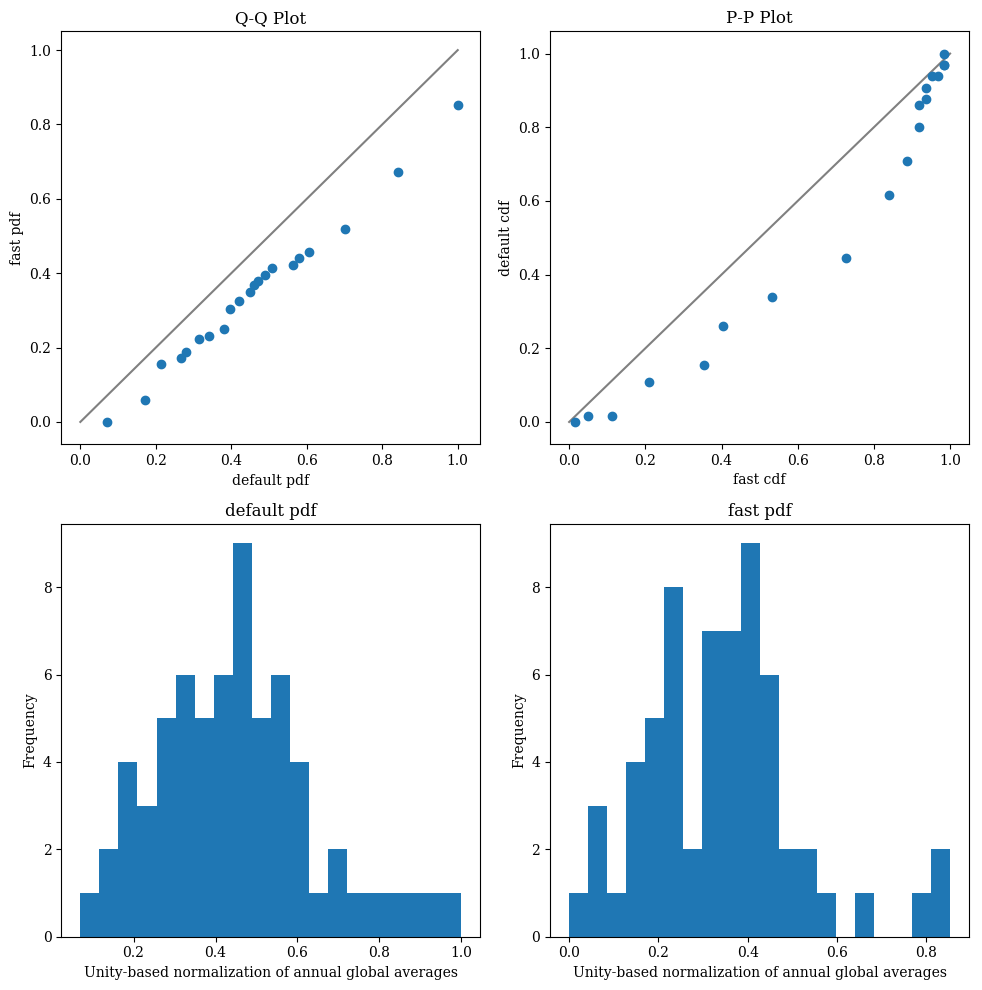 Q-Q Plot
1.0
0.8
0.6
0.4
0.2
0.0
fast pdf
0.0 0.2 0.4 0.6 0.8 1.0
default pdf
P-P Plot
1.0
0.8
0.6
0.4
0.2
0.0
default cdf
0.0 0.2 0.4 0.6 0.8 1.0
fast cdf
default pdf
8
6
4
2
0
Frequency
0.2 0.4 0.6 0.8 1.0
Unity-based normalization of annual global averages
fast pdf
8
6
4
2
0
Frequency
0.0 0.2 0.4 0.6 0.8
Unity-based normalization of annual global averages